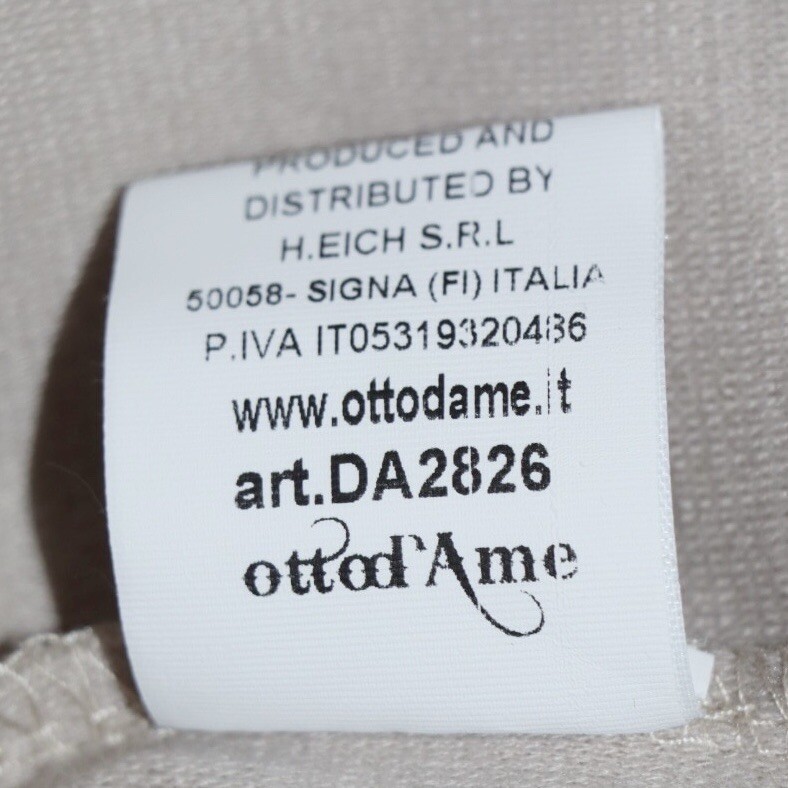 PRODUCED AND
DISTRIBUTED BY
H.EICH S.R.L
50058- SIGNA (FI) ITALIA
P.IVA IT05319320486
www.ottodame.it
art.DA2826
ottod'Ame